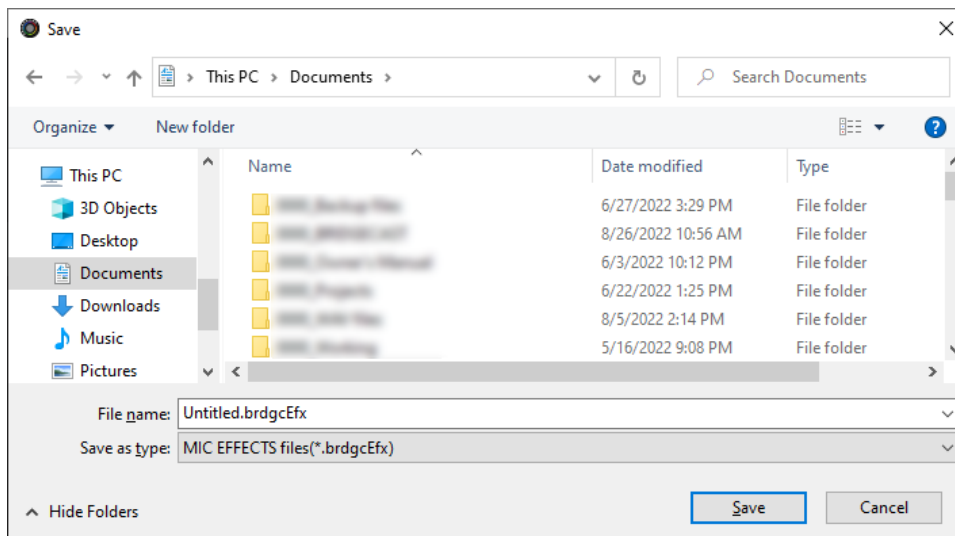 Save
This PC > Documents >
Search Documents
Organize
New folder
?
This PC
3D Objects
Desktop
Documents
Downloads
Music
Pictures
Name Date modified Type
6/27/2022 3:29 PM File folder
8/26/2022 10:56 AM File folder
6/3/2022 10:12 PM File folder
6/22/2022 1:25 PM File folder
8/5/2022 2:14 PM File folder
5/16/2022 9:08 PM File folder
File name: Untitled.brdgcEfx
Save as type: MIC EFFECTS files(*.brdgcEfx)
Hide Folders
Save
Cancel